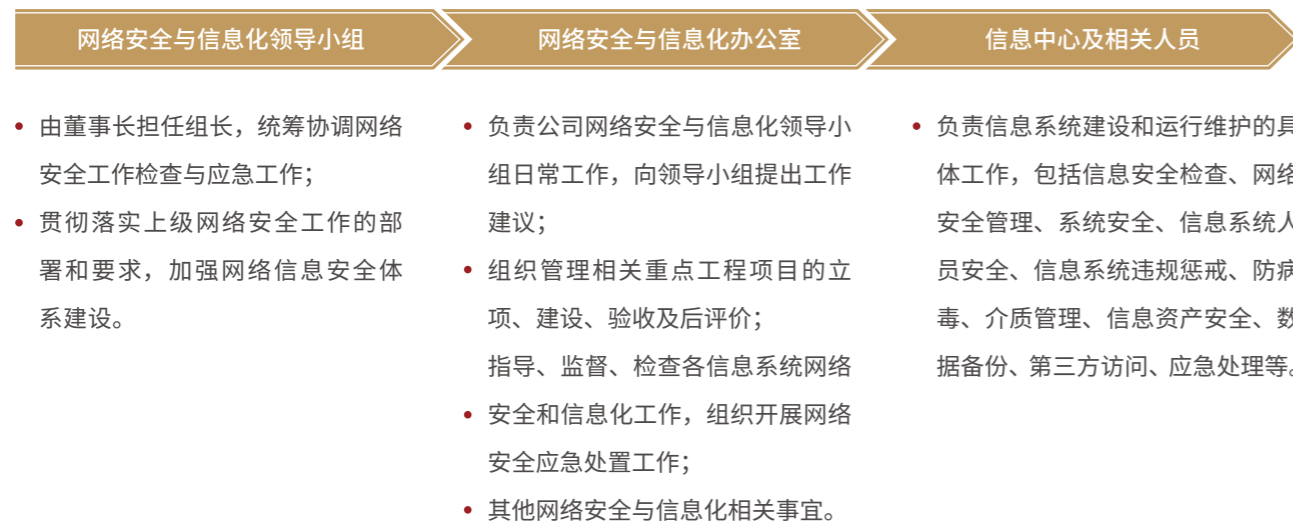 网络安全与信息化领导小组
网络安全与信息化办公室
信息中心及相关人员
• 由董事长担任组长，统筹协调网络
安全工作检查与应急工作；
• 贯彻落实上级网络安全工作的部
署和要求，加强网络信息安全体
系建设。
• 负责公司网络安全与信息化领导小
组日常工作，向领导小组提出工作
建议；
• 组织管理相关重点工程项目的立
项、建设、验收及后评价；
指导、监督、检查各信息系统网络
• 安全和信息化工作，组织开展网络
安全应急处置工作；
• 其他网络安全与信息化相关事宜。
• 负责信息系统建设和运行维护的具
体工作，包括信息安全检查、网络
安全管理、系统安全、信息系统人
员安全、信息系统违规惩戒、防病
毒、介质管理、信息资产安全、数
据备份、第三方访问、应急处理等。